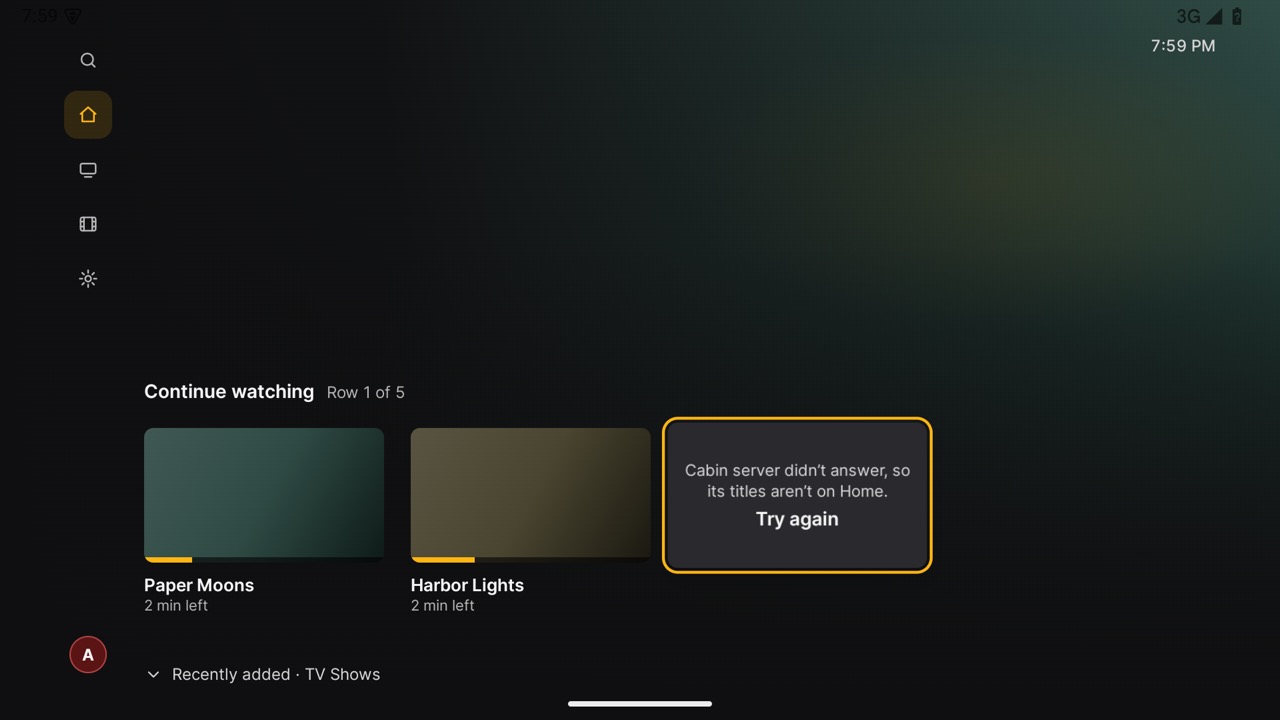 7:59
3G
7:59 PM
Continue watching Row 1 of 5
Cabin server didn’t answer, so
its titles aren’t on Home.
Try again
Paper Moons
2 min left
Harbor Lights
2 min left
A
Recently added · TV Shows